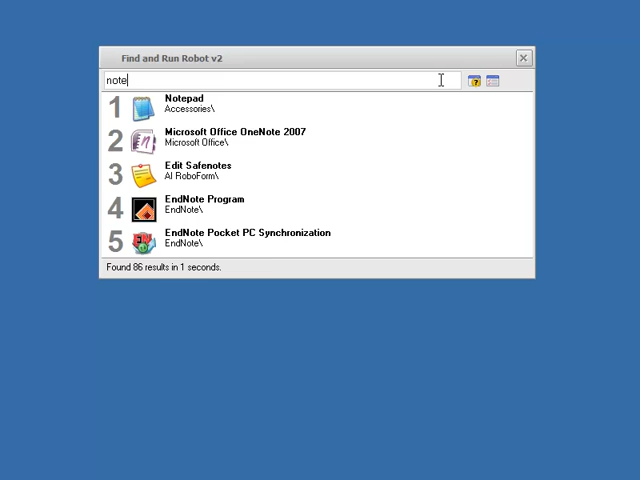 Find and Run Robot v2
note
1
Notepad
Accessories\
2
Microsoft Office OneNote 2007
Microsoft Office\
3
Edit Safenotes
AI RoboForm\
4
EndNote Program
EndNote\
5
EndNote Pocket PC Synchronization
EndNote\
Found 86 results in 1 seconds.